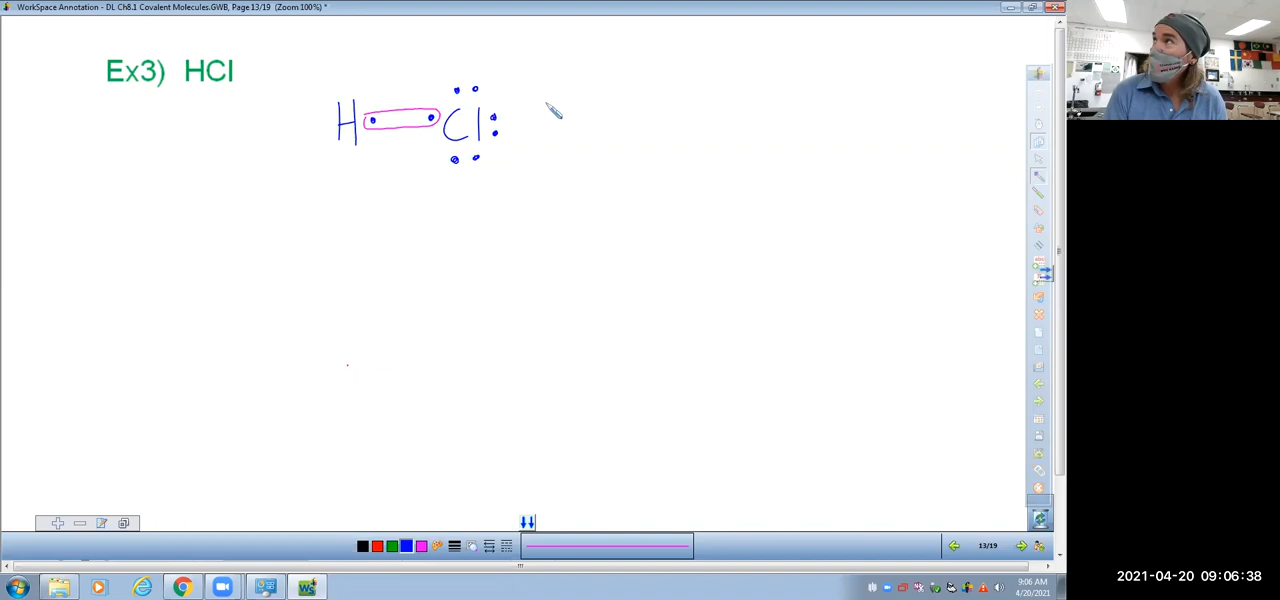 WorkSpace Annotation - DL Ch8.1 Covalent Molecules.GWB, Page 13/19 (Zoom 100%) *
Ex3) HCl
H Cl
13/19
9:06 AM
4/20/2021
2021-04-20 09:06:38